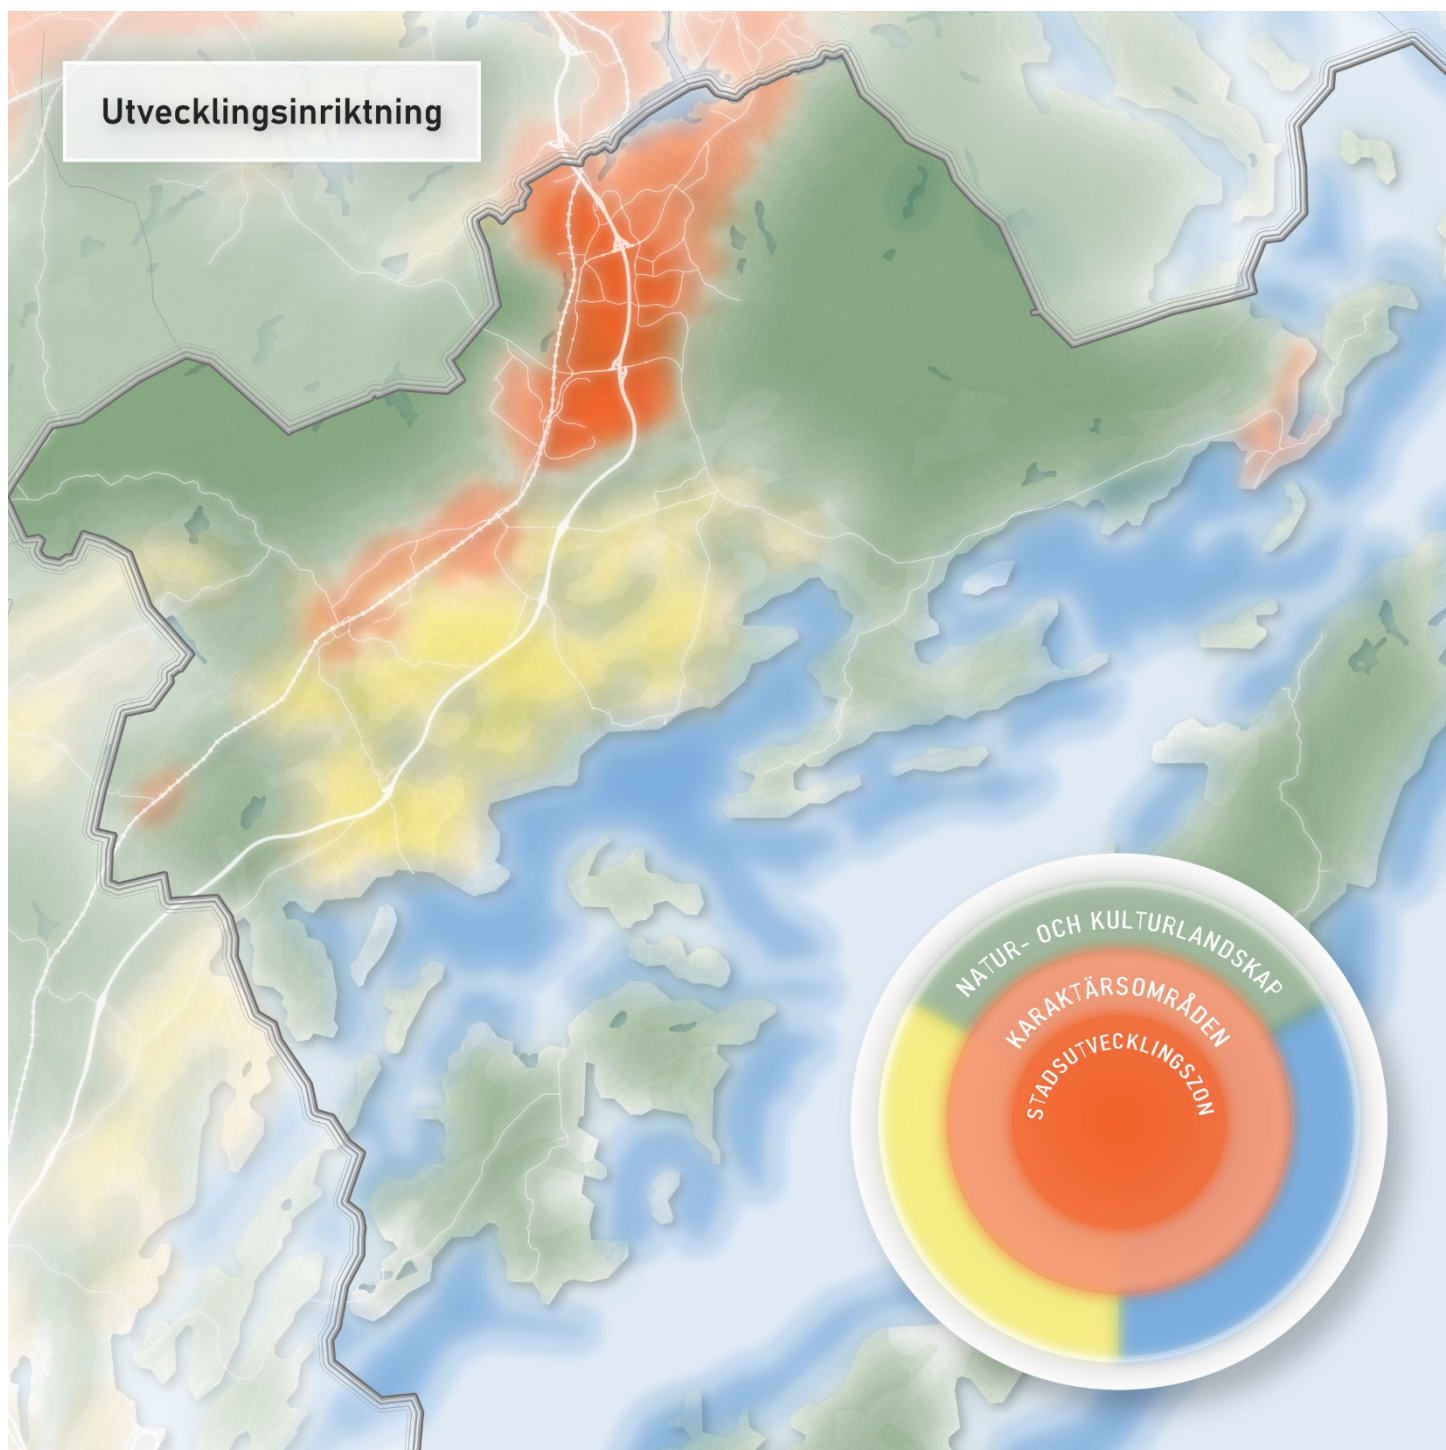 Utvecklingsinriktning
NATUR- OCH KULTURLANDSKAP
KARAKTÄRSOMRÅDEN
STADSUTVECKLINGSZON